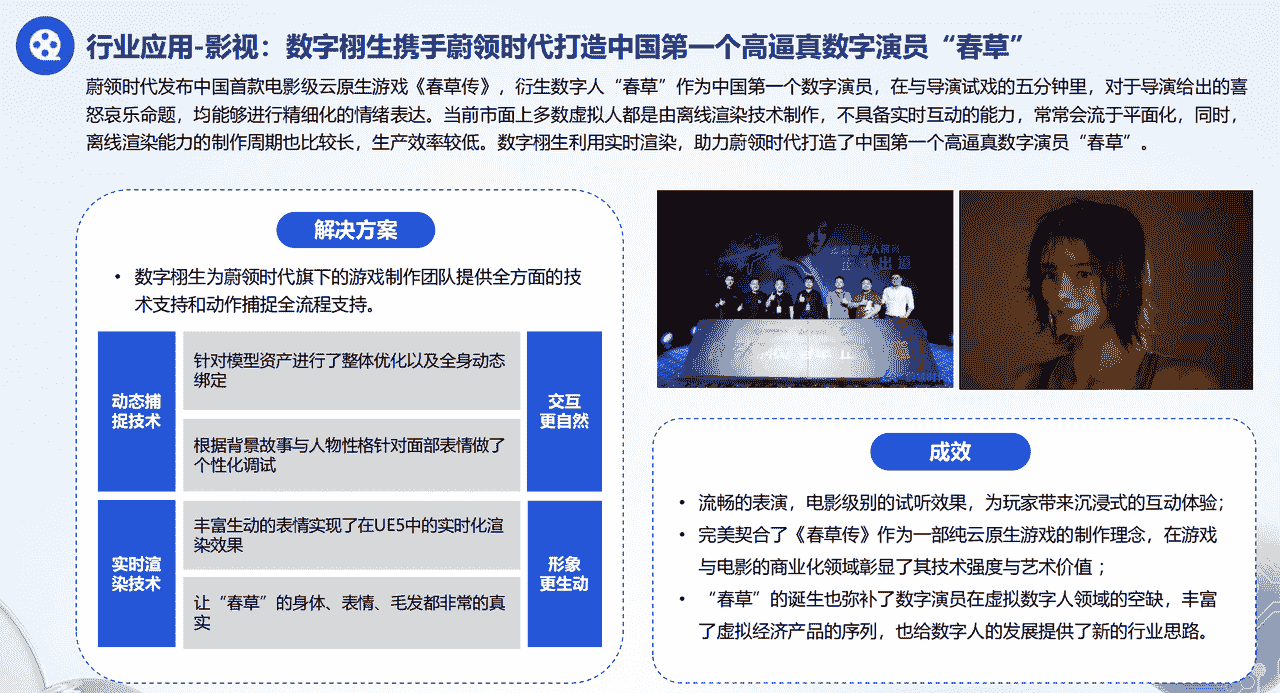 行业应用-影视：数字栩生携手蔚领时代打造中国第一个高逼真数字演员“春草”
蔚领时代发布中国首款电影级云原生游戏《春草传》，衍生数字人“春草”作为中国第一个数字演员，在与导演试戏的五分钟里，对于导演给出的喜
怒哀乐命题，均能够进行精细化的情绪表达。当前市面上多数虚拟人都是由离线渲染技术制作，不具备实时互动的能力，常常会流于平面化，同时，
离线渲染能力的制作周期也比较长，生产效率较低。数字栩生利用实时渲染，助力蔚领时代打造了中国第一个高逼真数字演员“春草”。
解决方案
• 数字栩生为蔚领时代旗下的游戏制作团队提供全方面的技
术支持和动作捕捉全流程支持。
动态捕
捉技术
针对模型资产进行了整体优化以及全身动态
绑定
根据背景故事与人物性格针对面部表情做了
个性化调试
交互
更自然
实时渲
染技术
丰富生动的表情实现了在UE5中的实时化渲
染效果
让“春草”的身体、表情、毛发都非常的真
实
形象
更生动
出道
成效
• 流畅的表演，电影级别的试听效果，为玩家带来沉浸式的互动体验；
• 完美契合了《春草传》作为一部纯云原生游戏的制作理念，在游戏
与电影的商业化领域彰显了其技术强度与艺术价值；
• “春草”的诞生也弥补了数字演员在虚拟数字人领域的空缺，丰富
了虚拟经济产品的序列，也给数字人的发展提供了新的行业思路。